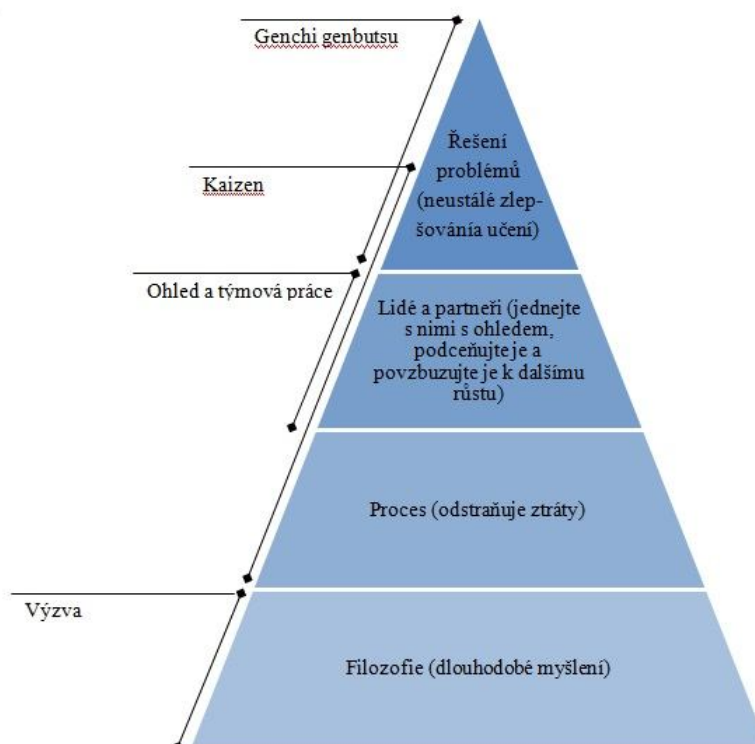 Genchi genbutsu
Řešení
problémů
(neustálé zlep-
šovánía učení)
Kaizen
Ohled a týmová práce
Lidé a partneři (jednejte
s nimi s ohledem,
podceňujte je a
povzbuzujte je k dalšímu
růstu)
Proces (odstraňuje ztráty)
Výzva
Filozofie (dlouhodobé myšlení)